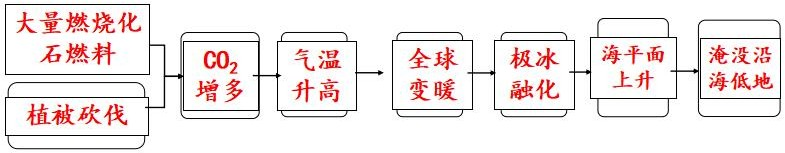 大量燃烧化
石燃料
植被砍伐
CO₂
增多
气温
升高
全球
变暖
极冰
融化
海平面
上升
淹没沿
海低地